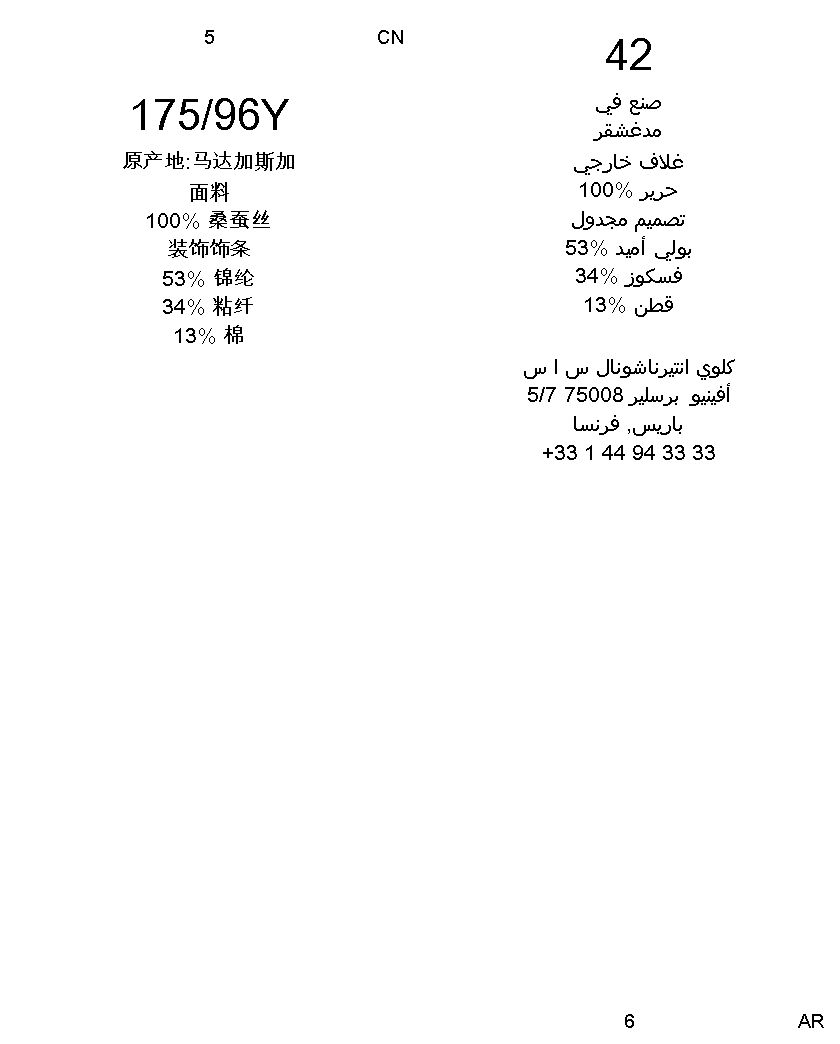 5
CN
175/96Y
原产地:马达加斯加
面料
100% 桑蚕丝
装饰饰条
53% 锦纶
34% 粘纤
13% 棉
42
صنع في
مدغشقر
غلاف خارجي
100% حرير
تصميم مجدول
53% بولي أميد
34% فسكوز
13% قطن
كلوي انتيرناشونال س ا س
5/7 أفينيو برسلير 75008
باريس, فرنسا
+33 1 44 94 33 33
6
AR